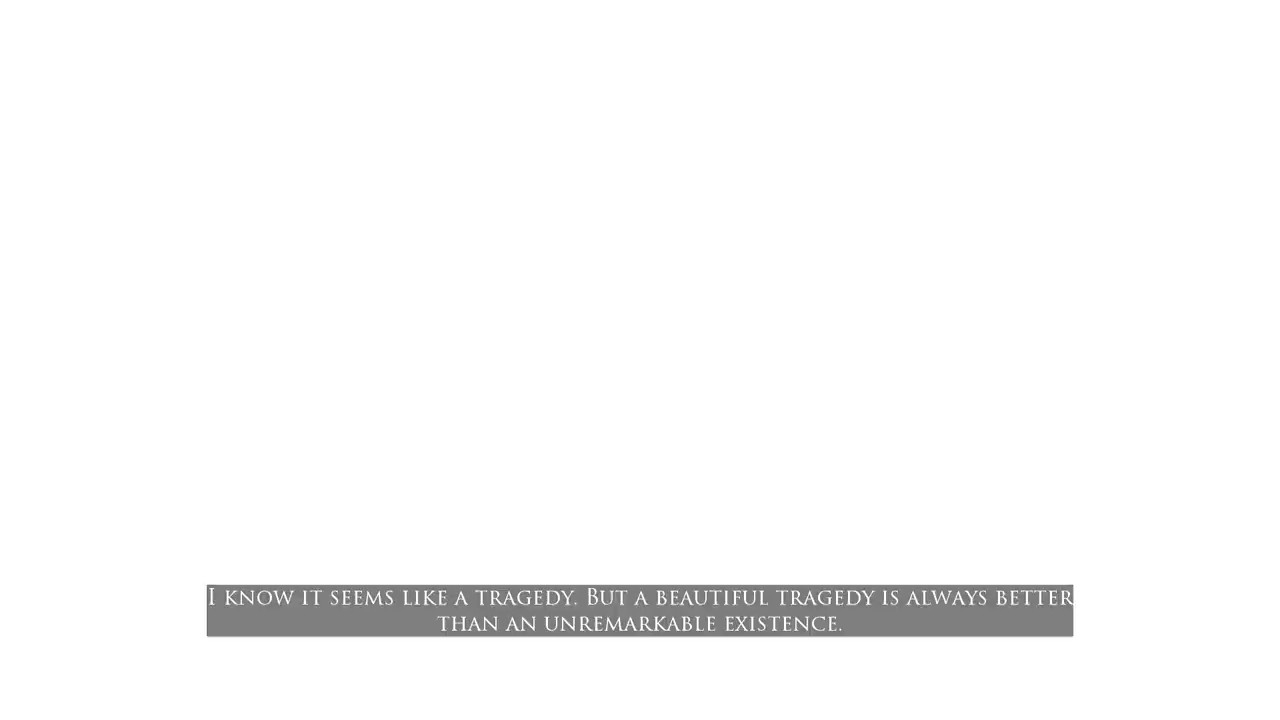 I know it seems like a tragedy. But a beautiful tragedy is always better
than an unremarkable existence.